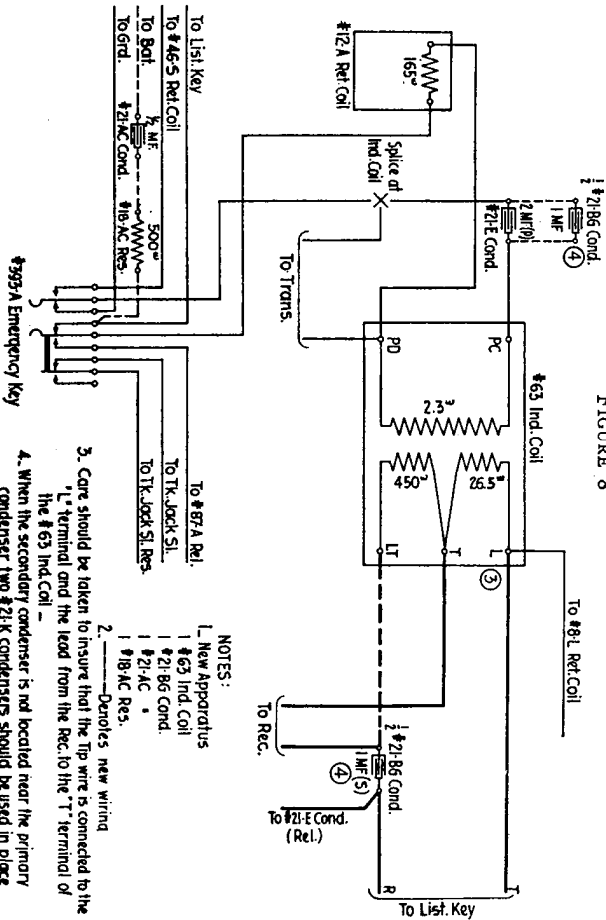 FIGURE 8
½ #21-BG Cond.
1 MF
④
2 MF(P)
#21-E Cond.
#12-A Ret. Coil
165ω
Splice at
Ind. Coil
To Trans.
#63 Ind. Coil
PC
PD
2.3ω
450ω
26.5ω
LT
T
L
③
To #8-L Ret. Coil
To List. Key
To #46-S Ret. Coil
To Bat.
½ MF.
500ω
#21-AC Cond.
#18-AC Res.
To Grd.
#393-A Emergency Key
To #87-A Rel.
To Tk. Jack Sl.
To Tk. Jack Sl. Res.
To Rec.
½ #21-BG Cond.
1 MF(S)
④
To #21-E Cond.
(Rel.)
T
R
To List. Key
NOTES:
1. New Apparatus
1 #63 Ind. Coil
1 #21-BG Cond.
1 #21-AC "
1 #18-AC Res.
2. Denotes new wiring
3. Care should be taken to insure that the Tip wire is connected to the
"L" terminal and the lead from the Rec. to the "T" terminal of
the #63 Ind. Coil
4. When the secondary condenser is not located near the primary
condenser two #21-K condensers should be used in place